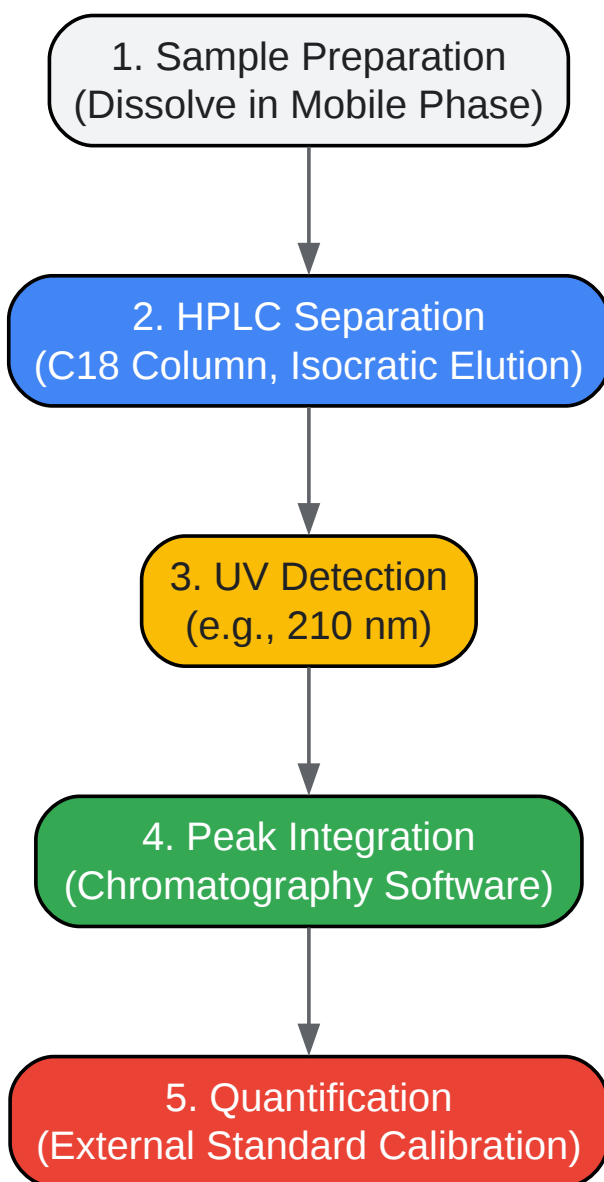 1. Sample Preparation
(Dissolve in Mobile Phase)
2. HPLC Separation
(C18 Column, Isocratic Elution)
3. UV Detection
(e.g., 210 nm)
4. Peak Integration
(Chromatography Software)
5. Quantification
(External Standard Calibration)